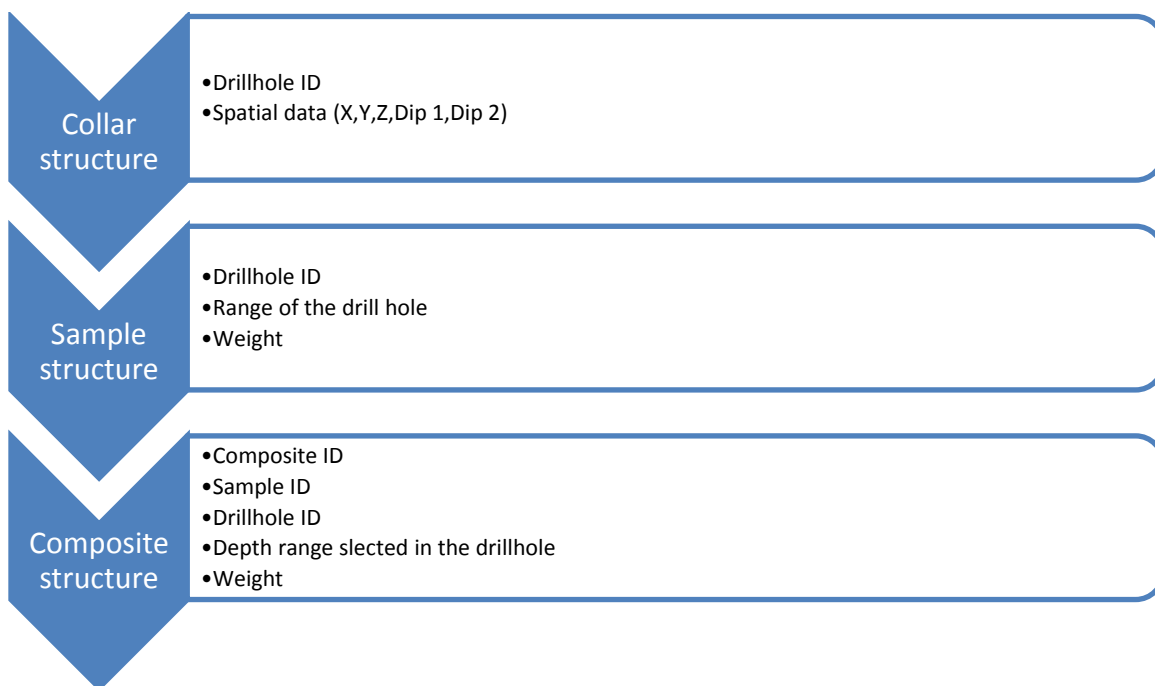 Collar
structure
•Drillhole ID
•Spatial data (X,Y,Z,Dip 1,Dip 2)
Sample
structure
•Drillhole ID
•Range of the drill hole
•Weight
Composite
structure
•Composite ID
•Sample ID
•Drillhole ID
•Depth range slected in the drillhole
•Weight